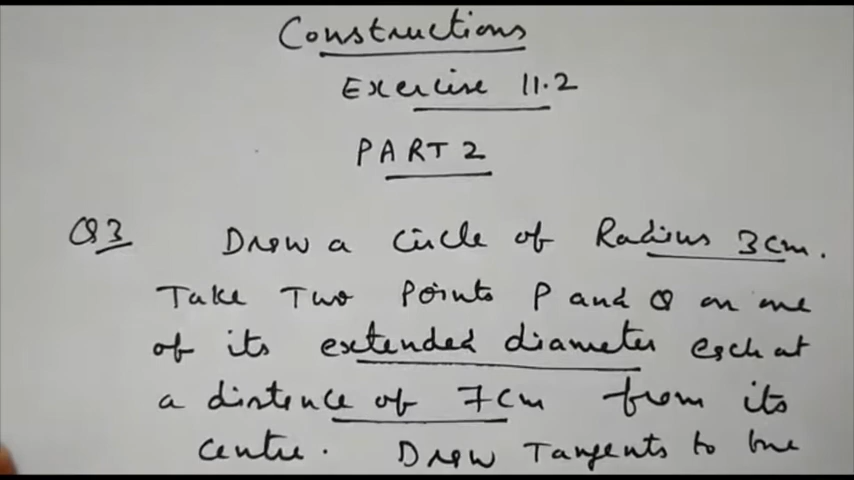 Constructions
Exercise 11.2
PART 2
Q3 Draw a circle of Radius 3cm.
Take Two Points P and Q on one
of its extended diameter each at
a distance of 7cm from its
centre. Draw Tangents to the